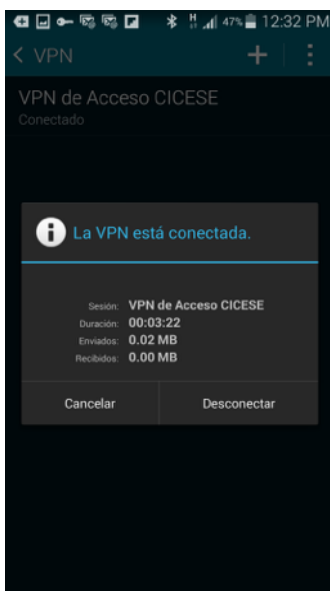 47% 12:32 PM
VPN
VPN de Acceso CICESE
Conectado
La VPN está conectada.
Sesión: VPN de Acceso CICESE
Duración: 00:03:22
Enviados: 0.02 MB
Recibidos: 0.00 MB
Cancelar Desconectar